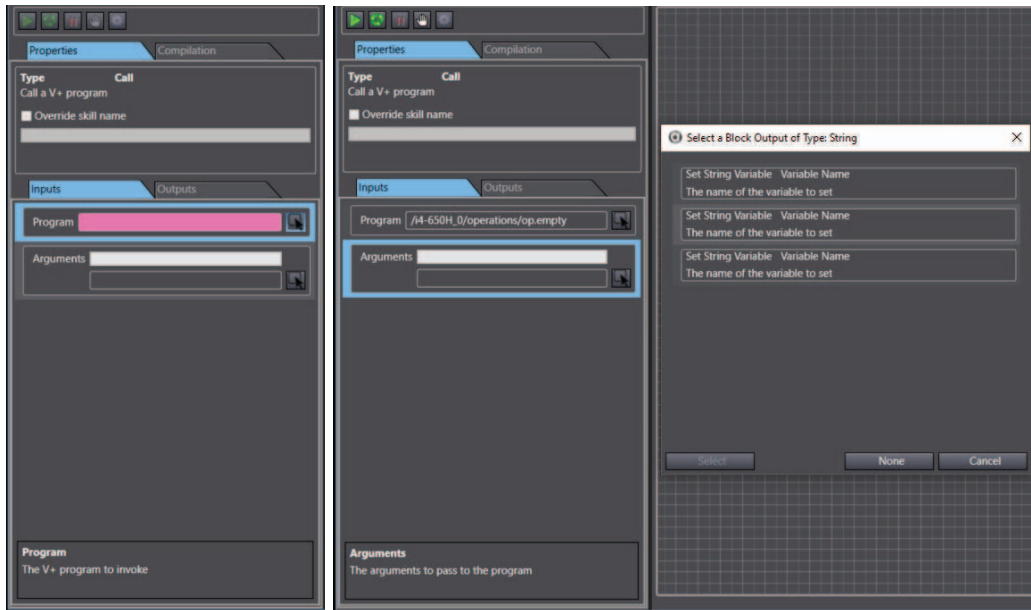 Properties
Compilation
Type Call
Call a V+ program
Override skill name
Inputs
Outputs
Program
Arguments
Program
The V+ program to invoke
Properties
Compilation
Type Call
Call a V+ program
Override skill name
Inputs
Outputs
Program /i4-650H_0/operations/op.empty
Arguments
Arguments
The arguments to pass to the program
Select a Block Output of Type: String
Set String Variable Variable Name
The name of the variable to set
Set String Variable Variable Name
The name of the variable to set
Set String Variable Variable Name
The name of the variable to set
Select
None
Cancel